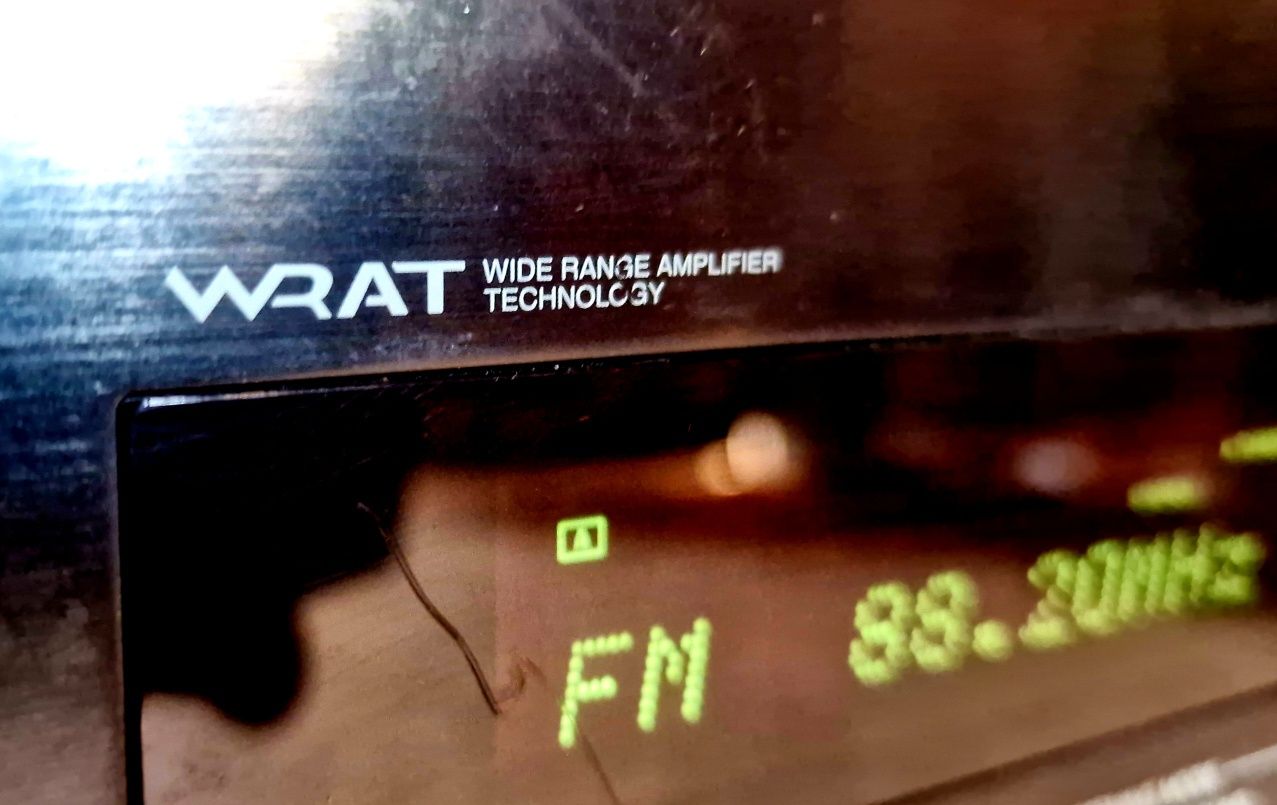 WRAT WIDE RANGE AMPLIFIER
TECHNOLOGY
A
FM 88.20MHz